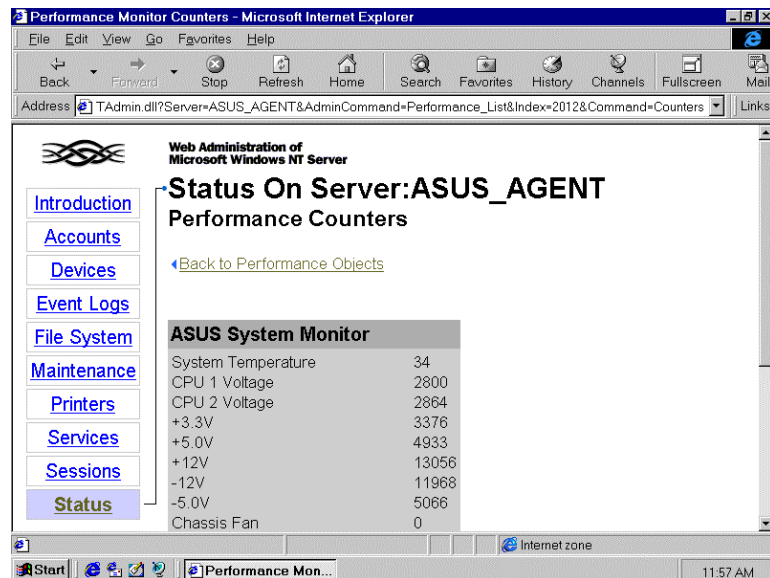 Performance Monitor Counters - Microsoft Internet Explorer
File Edit View Go Favorites Help
Back Forward Stop Refresh Home Search Favorites History Channels Fullscreen Mail
Address TAdmin.dll?Server=ASUS_AGENT&AdminCommand=Performance_List&Index=2012&Command=Counters Links
Web Administration of
Microsoft Windows NT Server
Status On Server:ASUS_AGENT
Performance Counters
Back to Performance Objects
Introduction
Accounts
Devices
Event Logs
File System
Maintenance
Printers
Services
Sessions
Status
ASUS System Monitor
System Temperature 34
CPU 1 Voltage 2800
CPU 2 Voltage 2864
+3.3V 3376
+5.0V 4933
+12V 13056
-12V 11968
-5.0V 5066
Chassis Fan 0
Internet zone
Start Performance Mon... 11:57 AM